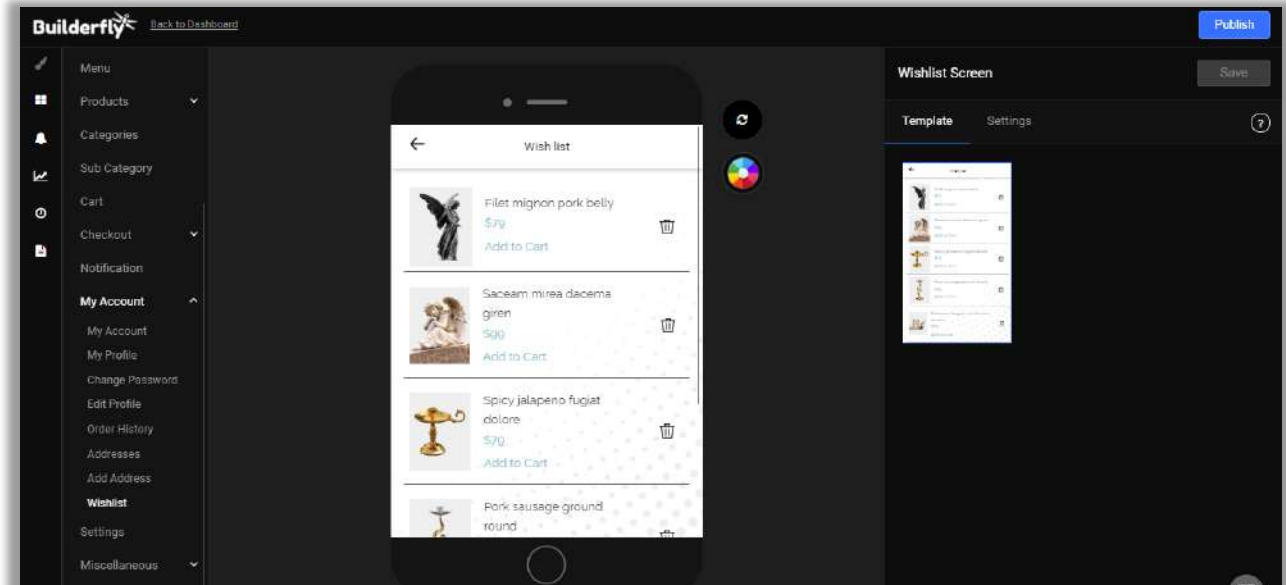 Builderfly
Back to Dashboard
Publish
Menu
Products
Categories
Sub Category
Cart
Checkout
Notification
My Account
My Account
My Profile
Change Password
Edit Profile
Order History
Addresses
Add Address
Wishlist
Settings
Miscellaneous
Wish list
Filet mignon pork belly
$79
Add to Cart
Saceam mirea dacema
giren
$99
Add to Cart
Spicy jalapeno fugiat
dolore
$79
Add to Cart
Pork sausage ground
round
Wishlist Screen
Save
Template
Settings
?